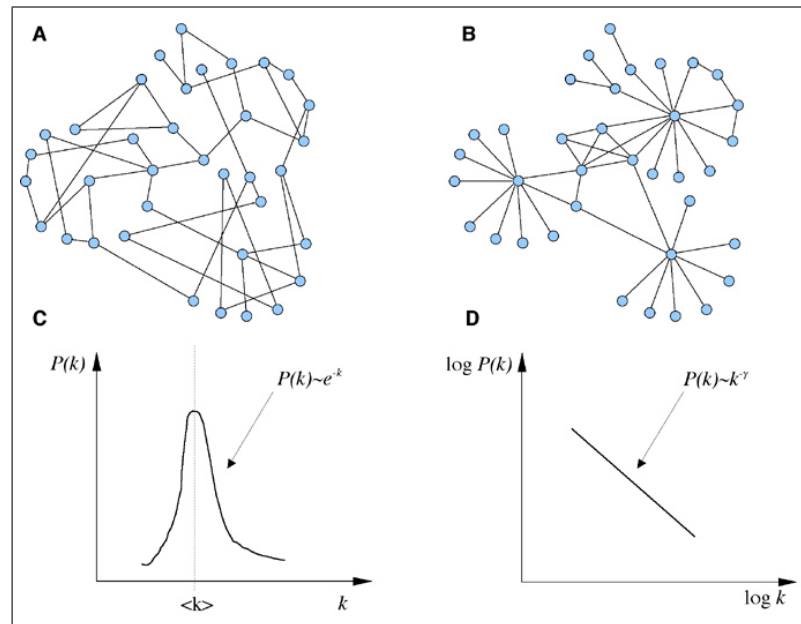 A
B
C
D
P(k)
P(k)~e^-k
log P(k)
P(k)~k^-γ
<k>
k
log k